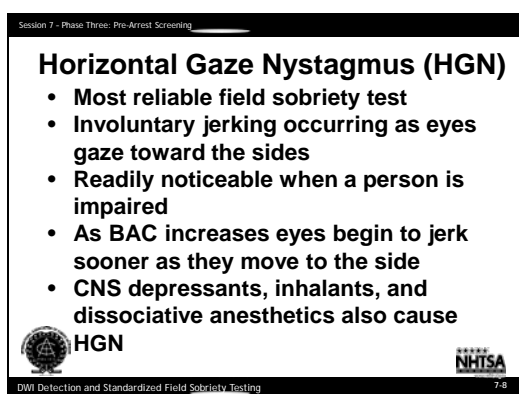 Session 7 - Phase Three: Pre-Arrest Screening
Horizontal Gaze Nystagmus (HGN)
• Most reliable field sobriety test
• Involuntary jerking occurring as eyes
gaze toward the sides
• Readily noticeable when a person is
impaired
• As BAC increases eyes begin to jerk
sooner as they move to the side
• CNS depressants, inhalants, and
dissociative anesthetics also cause
HGN
NHTSA
DWI Detection and Standardized Field Sobriety Testing
7-8